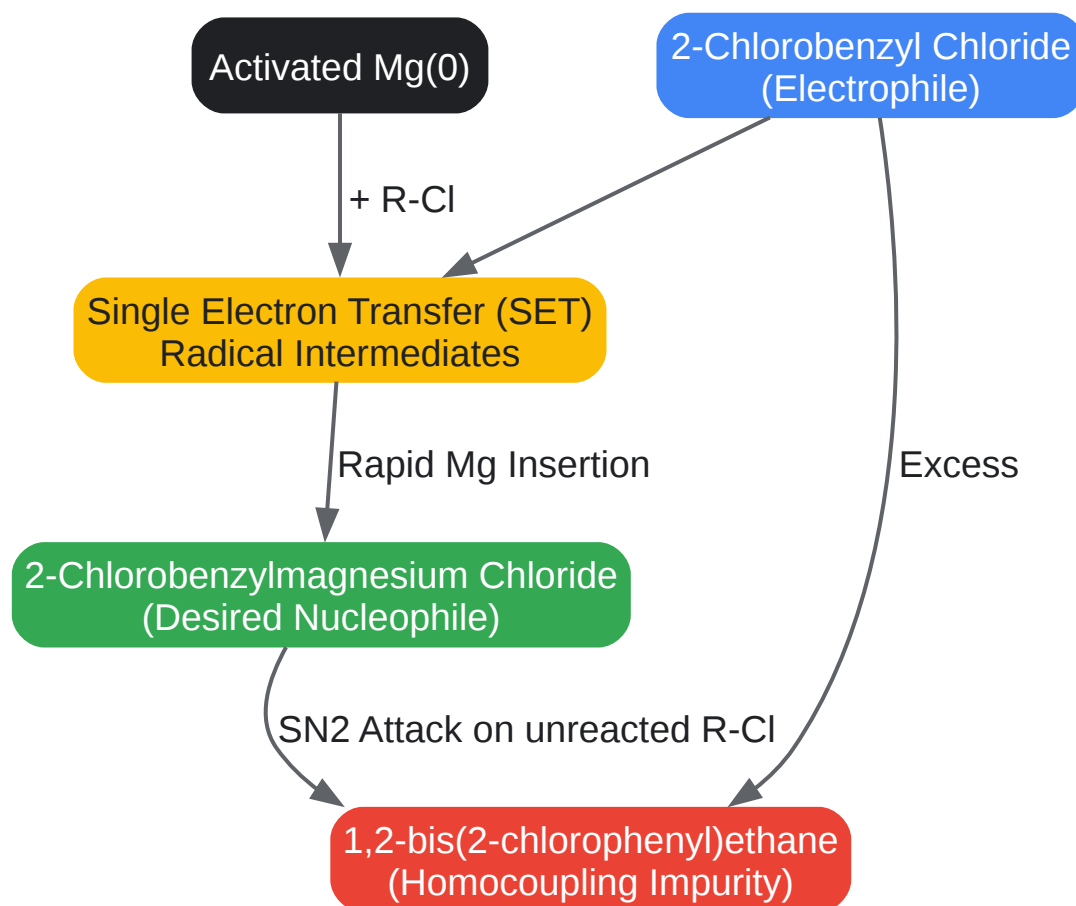 Activated Mg(0)
2-Chlorobenzyl Chloride
(Electrophile)
+ R-Cl
Single Electron Transfer (SET)
Radical Intermediates
Rapid Mg Insertion
Excess
2-Chlorobenzylmagnesium Chloride
(Desired Nucleophile)
SN2 Attack on unreacted R-Cl
1,2-bis(2-chlorophenyl)ethane
(Homocoupling Impurity)